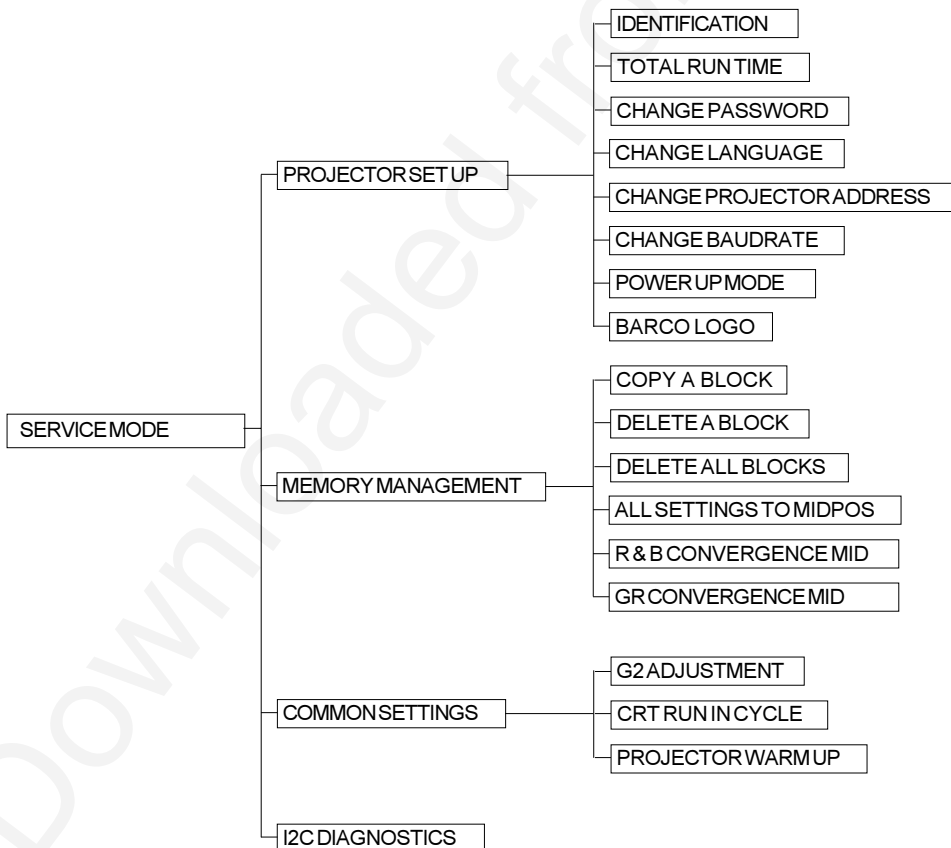 IDENTIFICATION
TOTAL RUN TIME
CHANGE PASSWORD
PROJECTOR SET UP
CHANGE LANGUAGE
CHANGE PROJECTOR ADDRESS
CHANGE BAUDRATE
POWER UP MODE
BARCO LOGO
COPY A BLOCK
SERVICE MODE
DELETE A BLOCK
DELETE ALL BLOCKS
MEMORY MANAGEMENT
ALL SETTINGS TO MIDPOS
R & B CONVERGENCE MID
GR CONVERGENCE MID
G2 ADJUSTMENT
COMMON SETTINGS
CRT RUN IN CYCLE
PROJECTOR WARM UP
I2C DIAGNOSTICS
Downloaded from